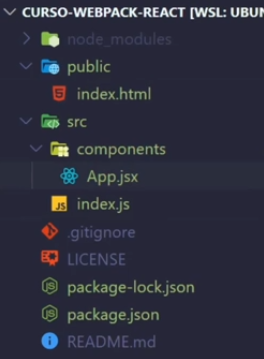 CURSO-WEBPACK-REACT [WSL: UBUN
node_modules
public
index.html
src
components
App.jsx
JS index.js
.gitignore
LICENSE
package-lock.json
package.json
README.md